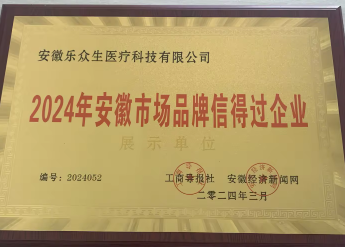 安徽乐众生医疗科技有限公司
2024年安徽市场品牌信得过企业
展示单位
编号：2024052
工商导报社 安徽经济新闻网
二〇二四年三月